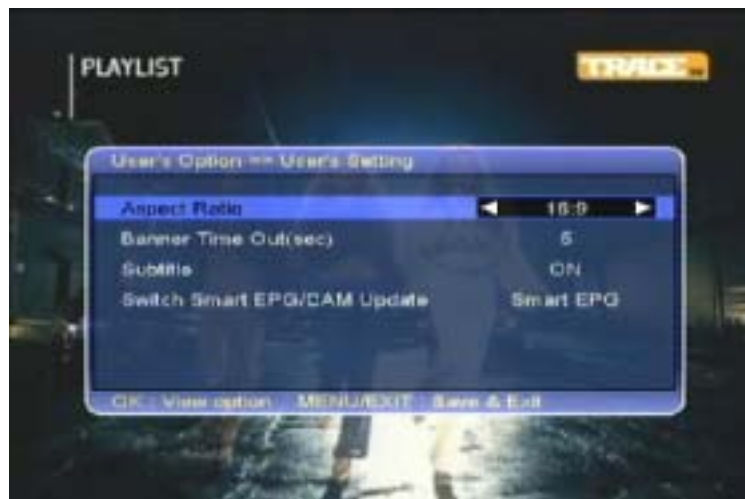 PLAYLIST
TRACE
User's Option == User's Setting
Aspect Ratio 16:9
Banner Time Out(sec) 5
Subtitle ON
Switch Smart EPG/CAM Update Smart EPG
OK : View option MENU/EXIT : Save & Exit